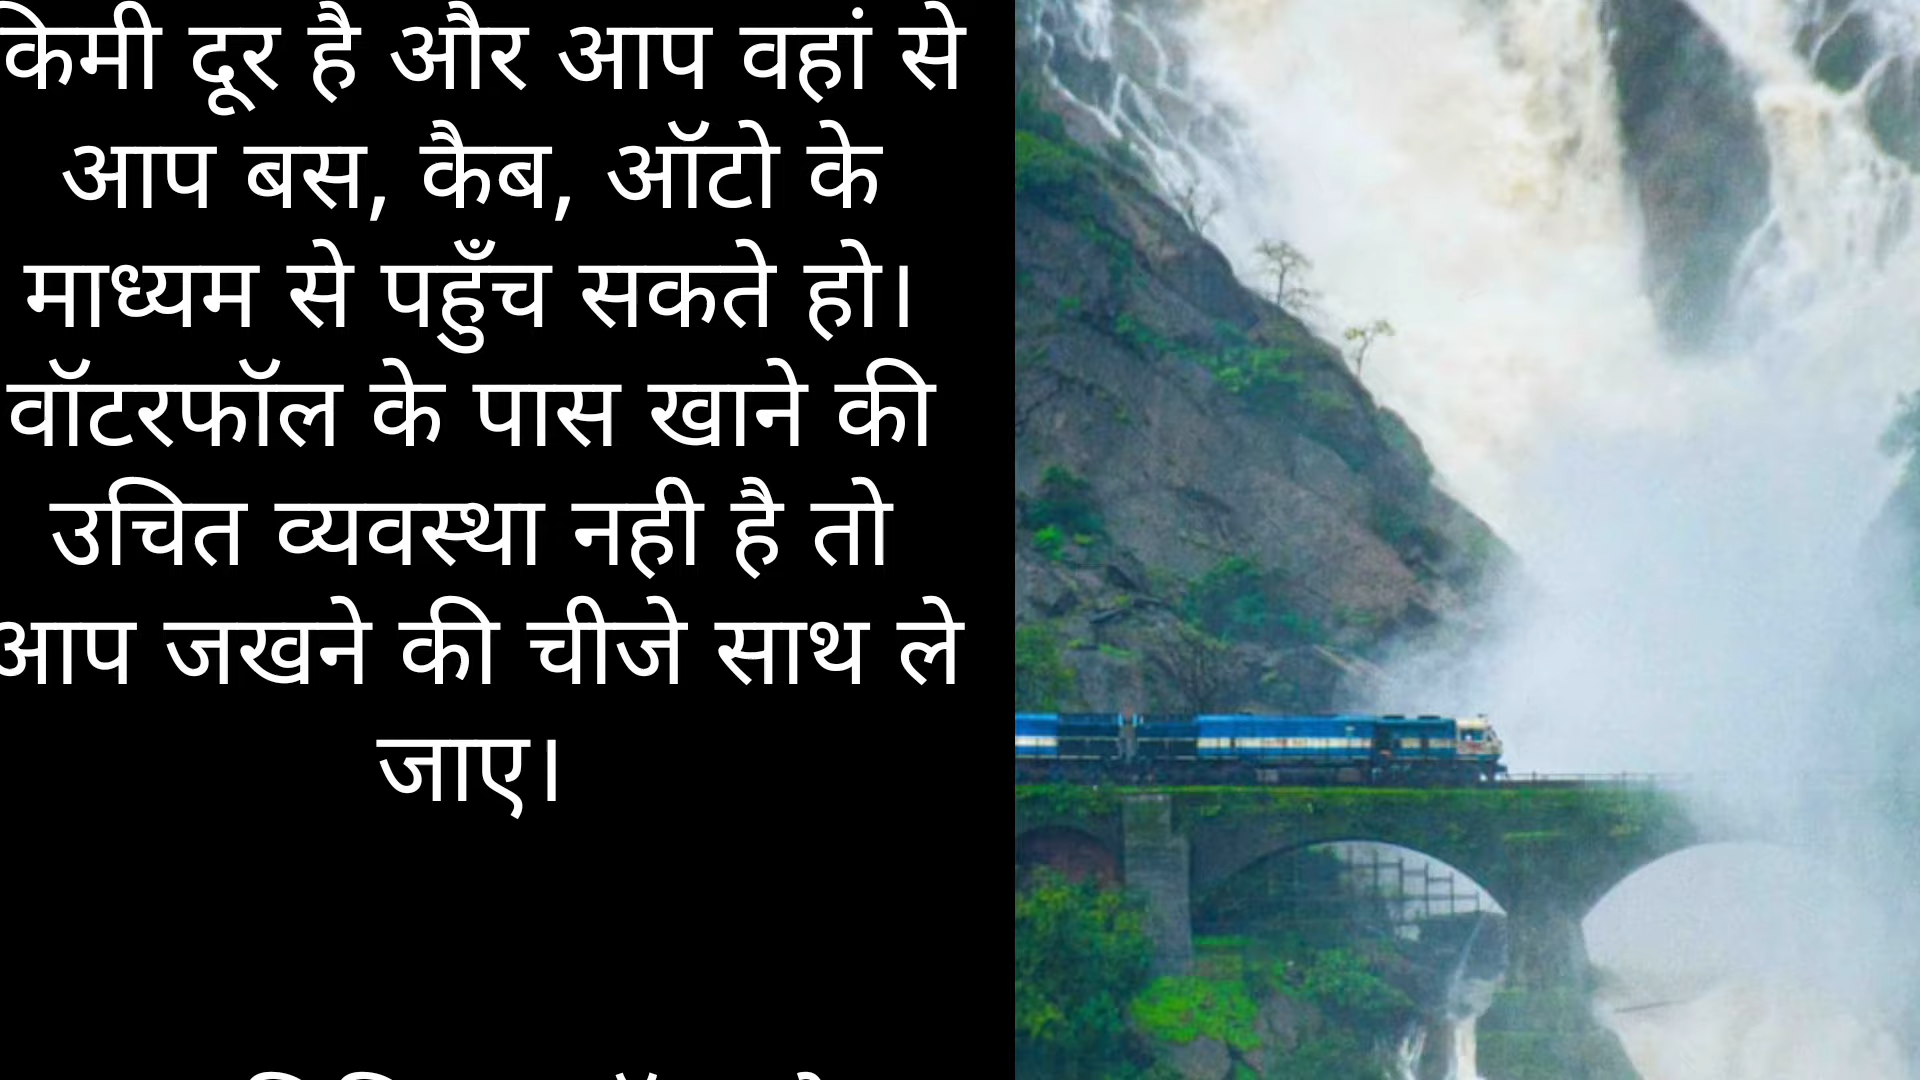 किमी दूर है और आप वहां से
आप बस, कैब, ऑटो के
माध्यम से पहुँच सकते हो।
वॉटरफॉल के पास खाने की
उचित व्यवस्था नही है तो
आप जखने की चीजे साथ ले
जाए।